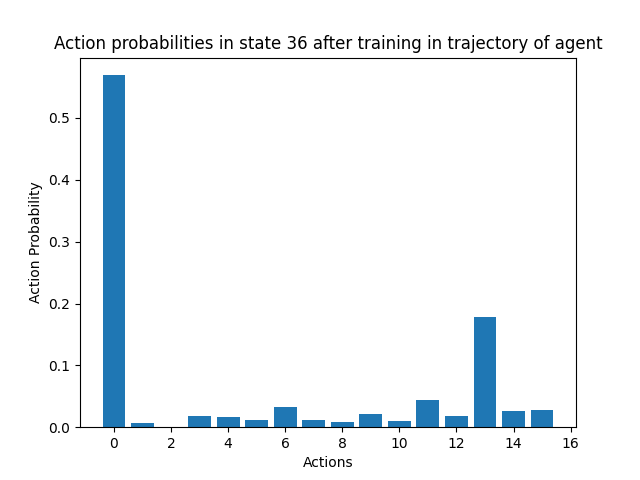 Action probabilities in state 36 after training in trajectory of agent
Action Probability
0.5
0.4
0.3
0.2
0.1
0.0
0 2 4 6 8 10 12 14 16
Actions